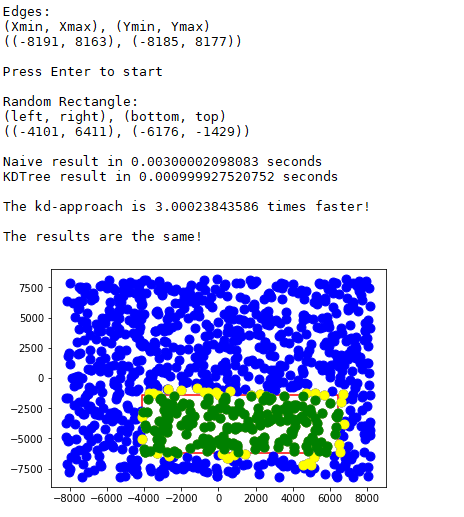 Edges:
(Xmin, Xmax), (Ymin, Ymax)
((-8191, 8163), (-8185, 8177))
Press Enter to start
Random Rectangle:
(left, right), (bottom, top)
((-4101, 6411), (-6176, -1429))
Naive result in 0.00300002098083 seconds
KDTree result in 0.000999927520752 seconds
The kd-approach is 3.00023843586 times faster!
The results are the same!
7500
5000
2500
0
−2500
−5000
−7500
−8000 −6000 −4000 −2000 0 2000 4000 6000 8000